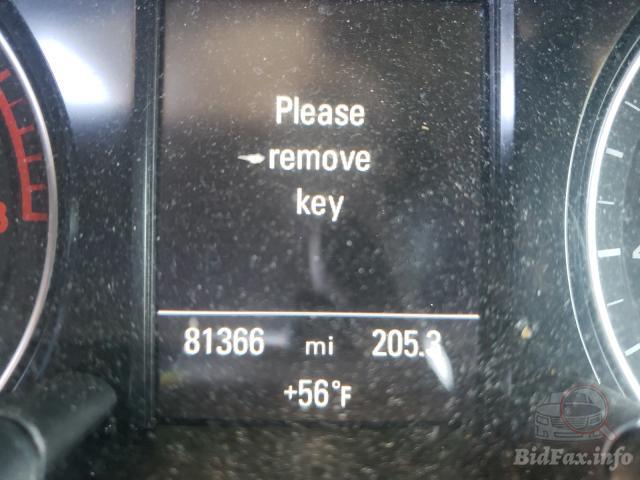 Please
remove
key
81366 mi 205.3
+56°F
BidFax.info